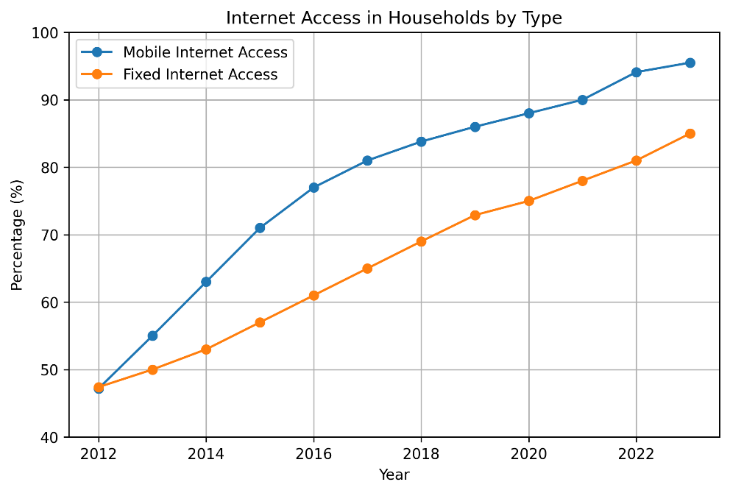 Internet Access in Households by Type
Mobile Internet Access
Fixed Internet Access
Percentage (%)
100
90
80
70
60
50
40
2012 2014 2016 2018 2020 2022
Year